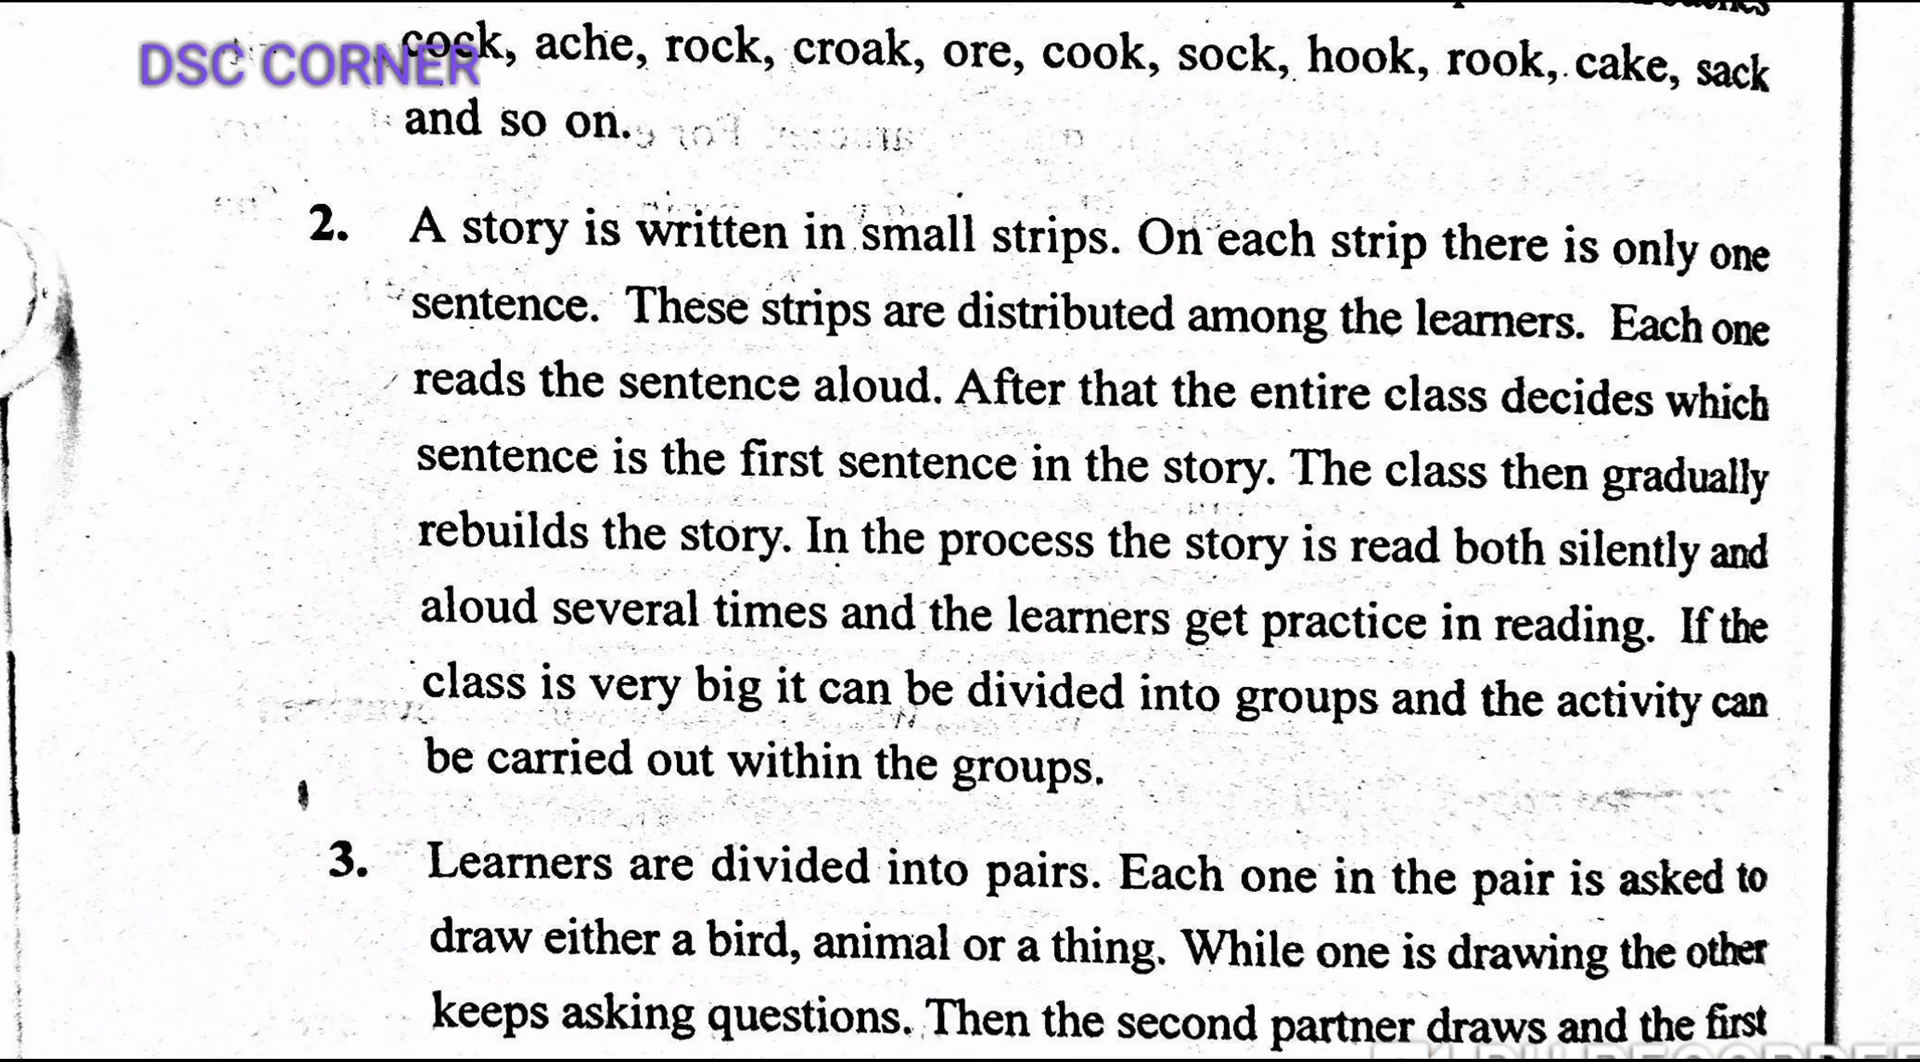 DSC CORNER
cock, ache, rock, croak, ore, cook, sock, hook, rook, cake, sack
and so on.
2. A story is written in small strips. On each strip there is only one
sentence. These strips are distributed among the learners. Each one
reads the sentence aloud. After that the entire class decides which
sentence is the first sentence in the story. The class then gradually
rebuilds the story. In the process the story is read both silently and
aloud several times and the learners get practice in reading. If the
class is very big it can be divided into groups and the activity can
be carried out within the groups.
3. Learners are divided into pairs. Each one in the pair is asked to
draw either a bird, animal or a thing. While one is drawing the other
keeps asking questions. Then the second partner draws and the first